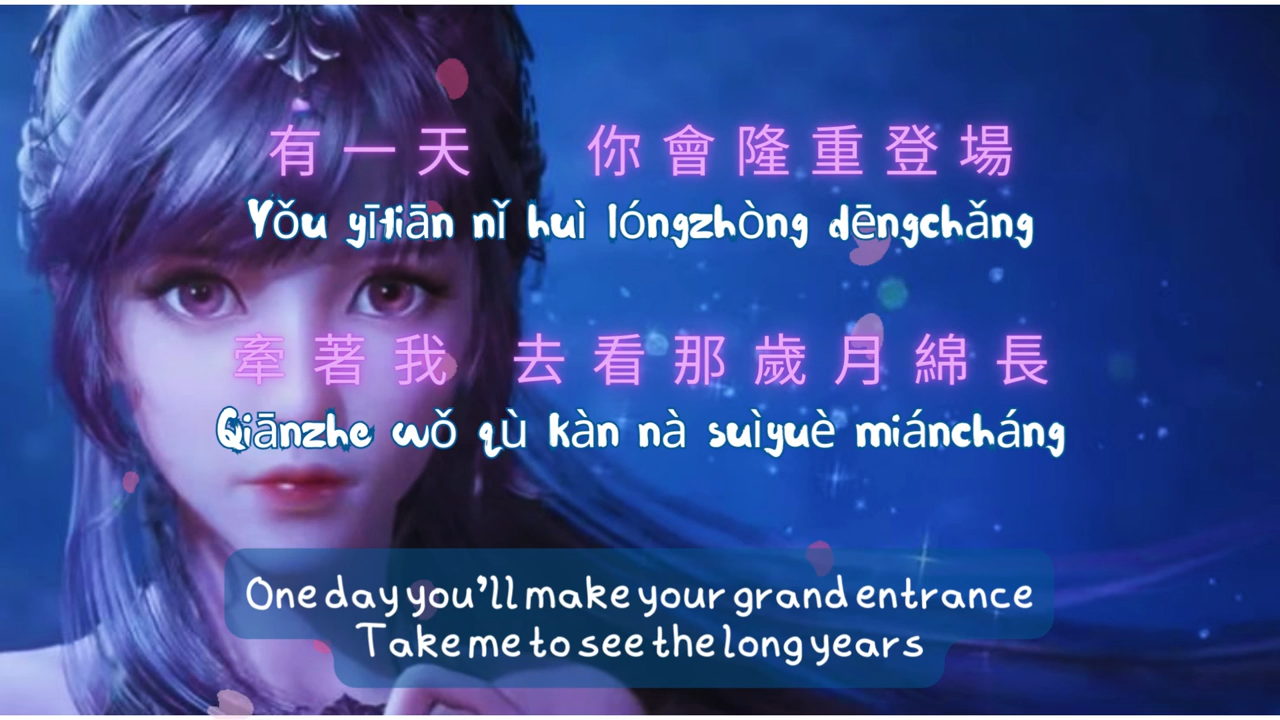 有一天 你會隆重登場
Yǒu yītiān nǐ huì lóngzhòng dēngchǎng
牽著我 去看那歲月綿長
Qiānzhe wǒ qù kàn nà suìyuè miáncháng
One day you'll make your grand entrance
Take me to see the long years